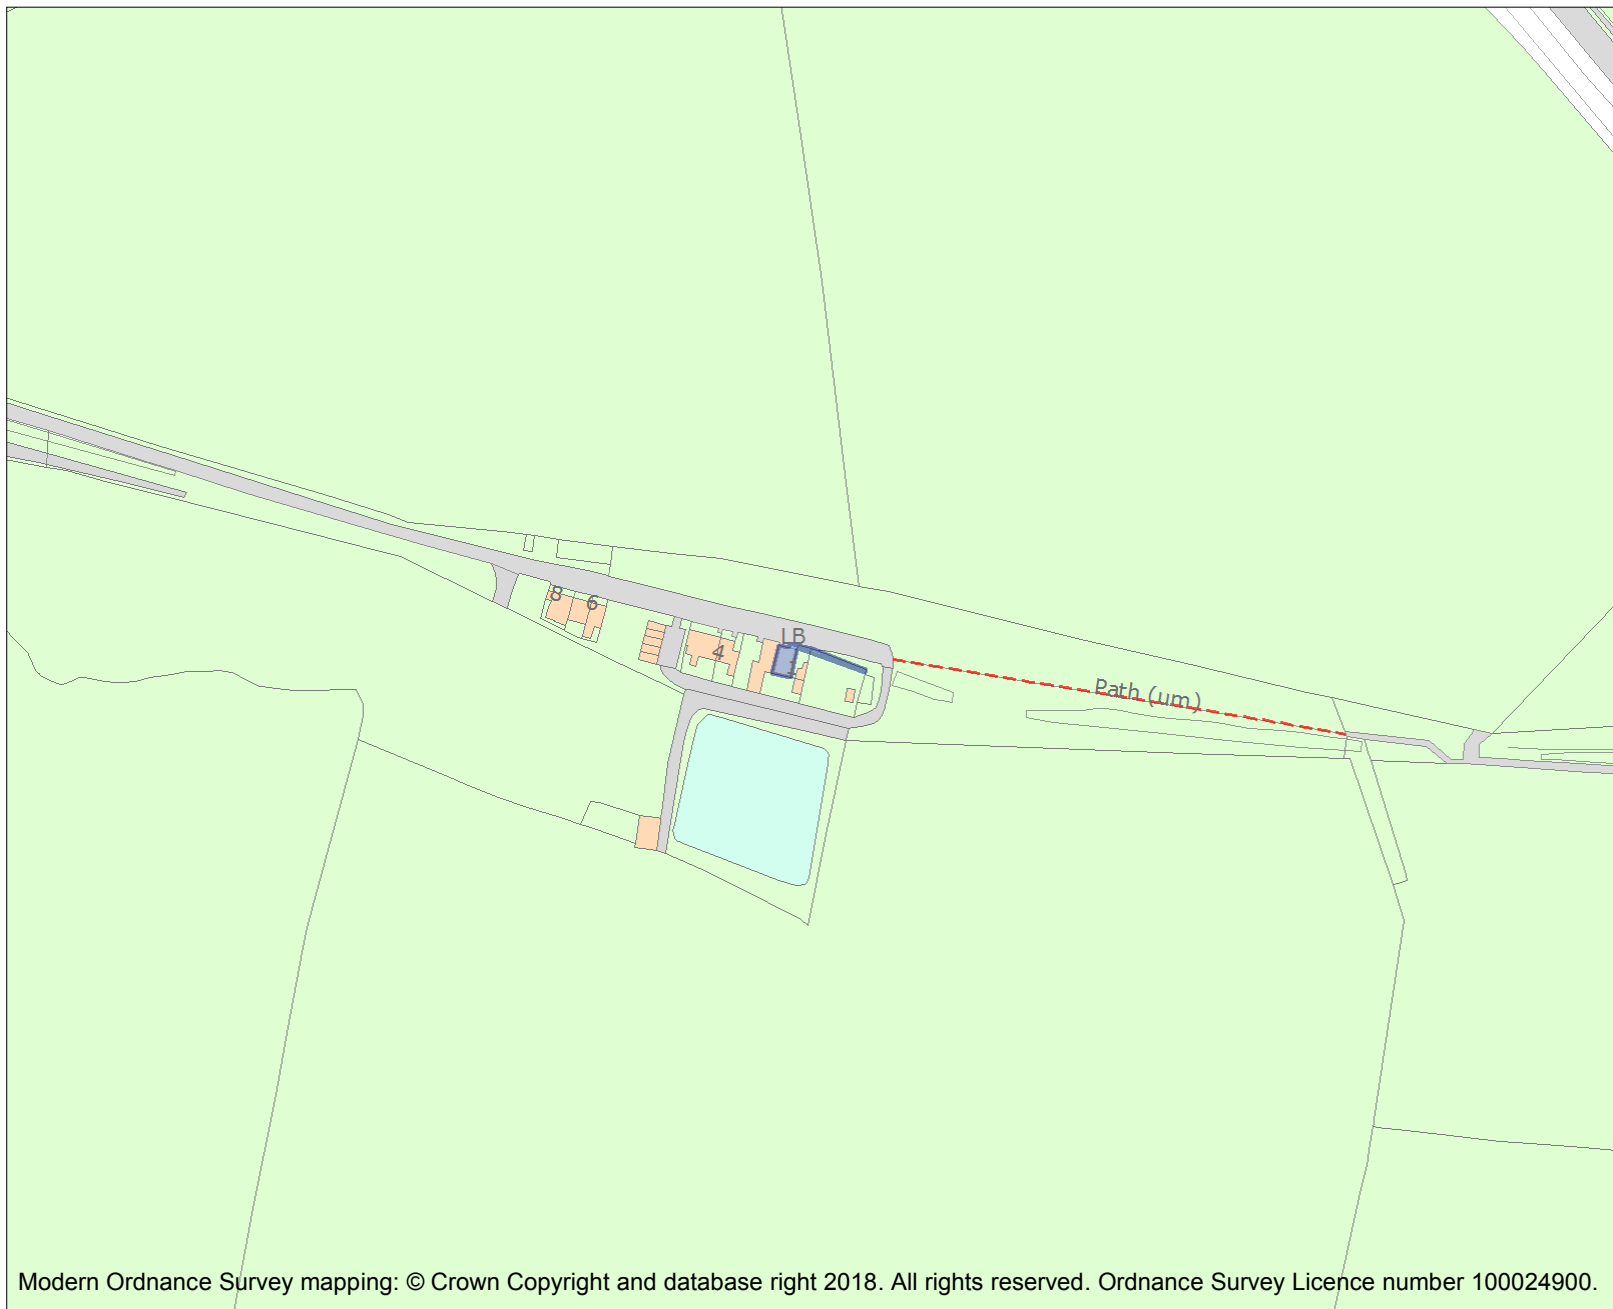 8
6
LB
4
1
Path (um)
Modern Ordnance Survey mapping: © Crown Copyright and database right 2018. All rights reserved. Ordnance Survey Licence number 100024900.